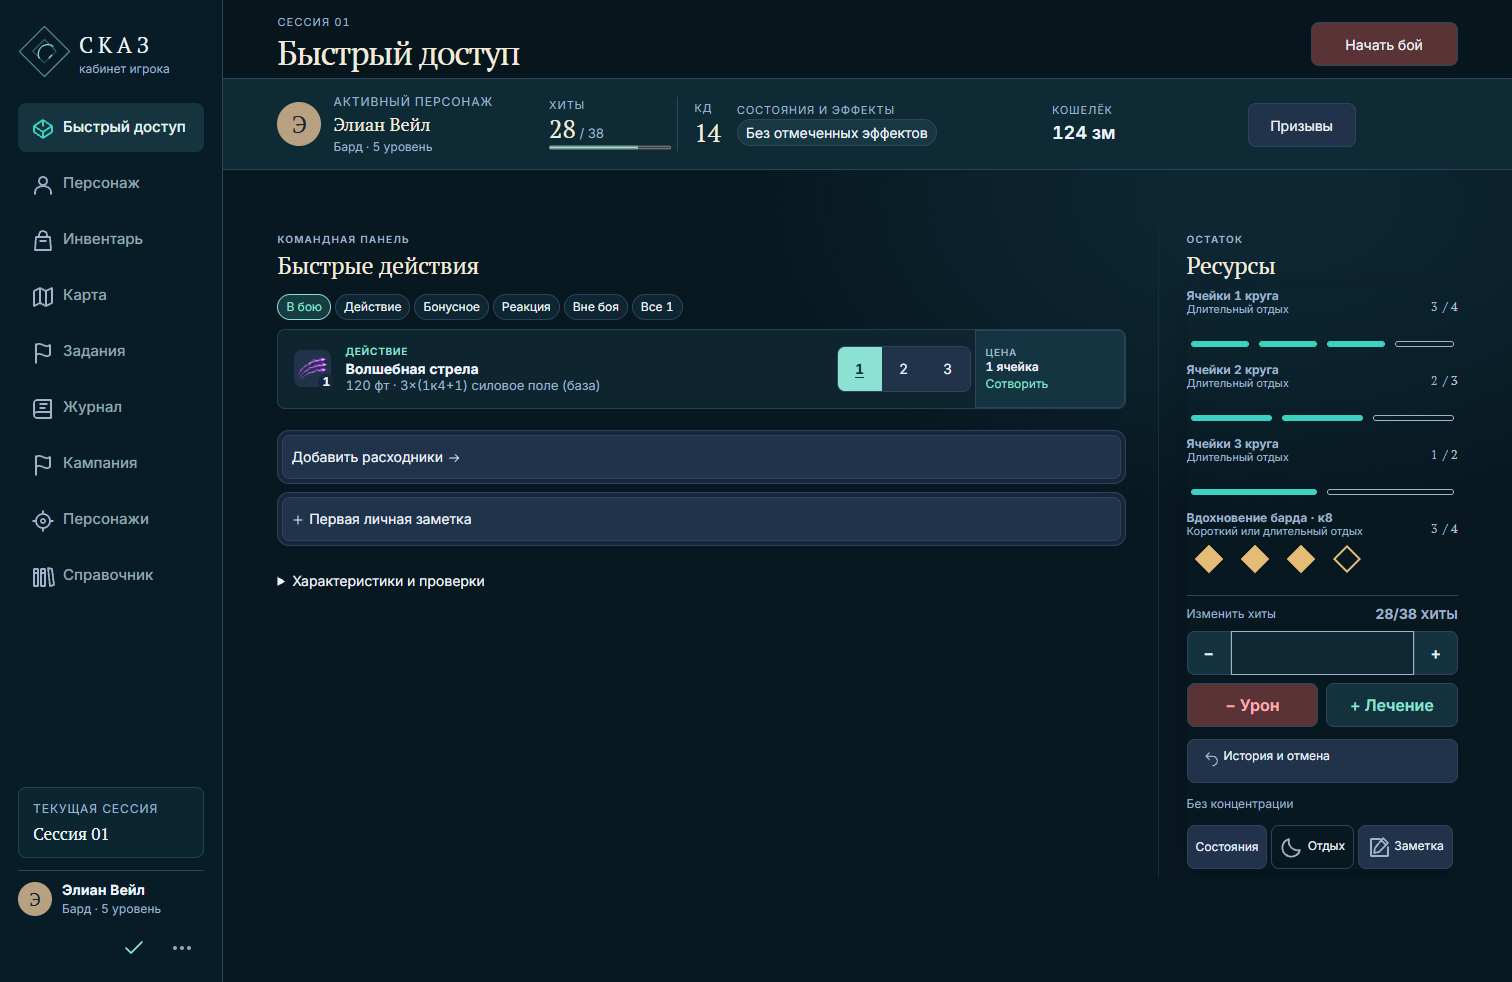 СКАЗ
кабинет игрока
Быстрый доступ
Персонаж
Инвентарь
Карта
Задания
Журнал
Кампания
Персонажи
Справочник
ТЕКУЩАЯ СЕССИЯ
Сессия 01
Э
Элиан Вейл
Бард · 5 уровень
СЕССИЯ 01
Быстрый доступ
Начать бой
Э
АКТИВНЫЙ ПЕРСОНАЖ
Элиан Вейл
Бард · 5 уровень
ХИТЫ
28 / 38
КД
14
СОСТОЯНИЯ И ЭФФЕКТЫ
Без отмеченных эффектов
КОШЕЛЁК
124 зм
Призывы
КОМАНДНАЯ ПАНЕЛЬ
Быстрые действия
В бою Действие Бонусное Реакция Вне боя Все 1
1
ДЕЙСТВИЕ
Волшебная стрела
120 фт · 3×(1к4+1) силовое поле (база)
1 2 3
ЦЕНА
1 ячейка
Сотворить
Добавить расходники →
+ Первая личная заметка
▶ Характеристики и проверки
ОСТАТОК
Ресурсы
Ячейки 1 круга
Длительный отдых
3 / 4
Ячейки 2 круга
Длительный отдых
2 / 3
Ячейки 3 круга
Длительный отдых
1 / 2
Вдохновение барда · к8
Короткий или длительный отдых
3 / 4
Изменить хиты
28/38 ХИТЫ
− +
− Урон
+ Лечение
История и отмена
Без концентрации
Состояния
Отдых
Заметка